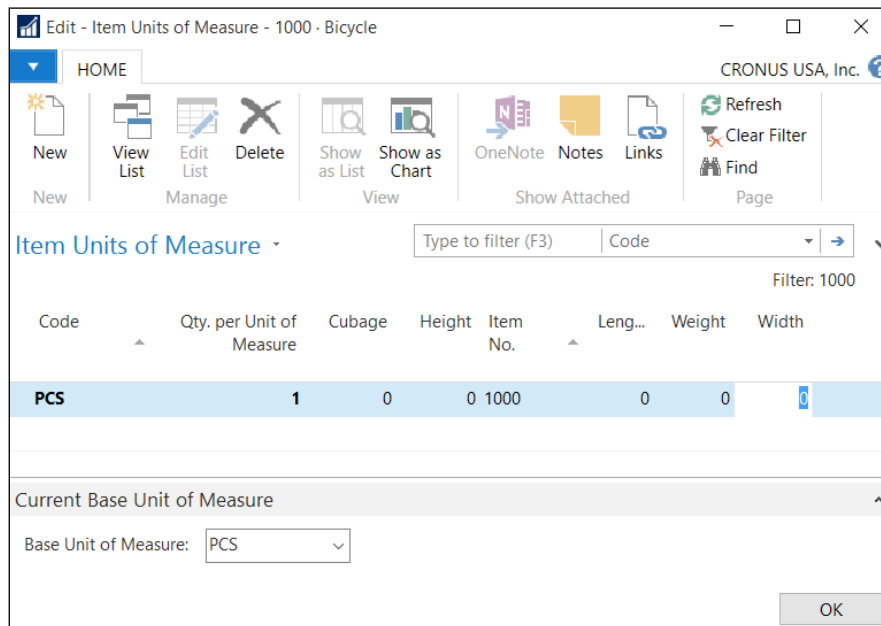 Edit - Item Units of Measure - 1000 · Bicycle
HOME
CRONUS USA, Inc.
New
View List
Edit List
Delete
Show as List
Show as Chart
OneNote
Notes
Links
Refresh
Clear Filter
Find
New
Manage
View
Show Attached
Page
Item Units of Measure
Type to filter (F3)
Code
Filter: 1000
Code
Qty. per Unit of Measure
Cubage
Height
Item No.
Leng...
Weight
Width
PCS 1 0 0 1000 0 0 0
Current Base Unit of Measure
Base Unit of Measure: PCS
OK